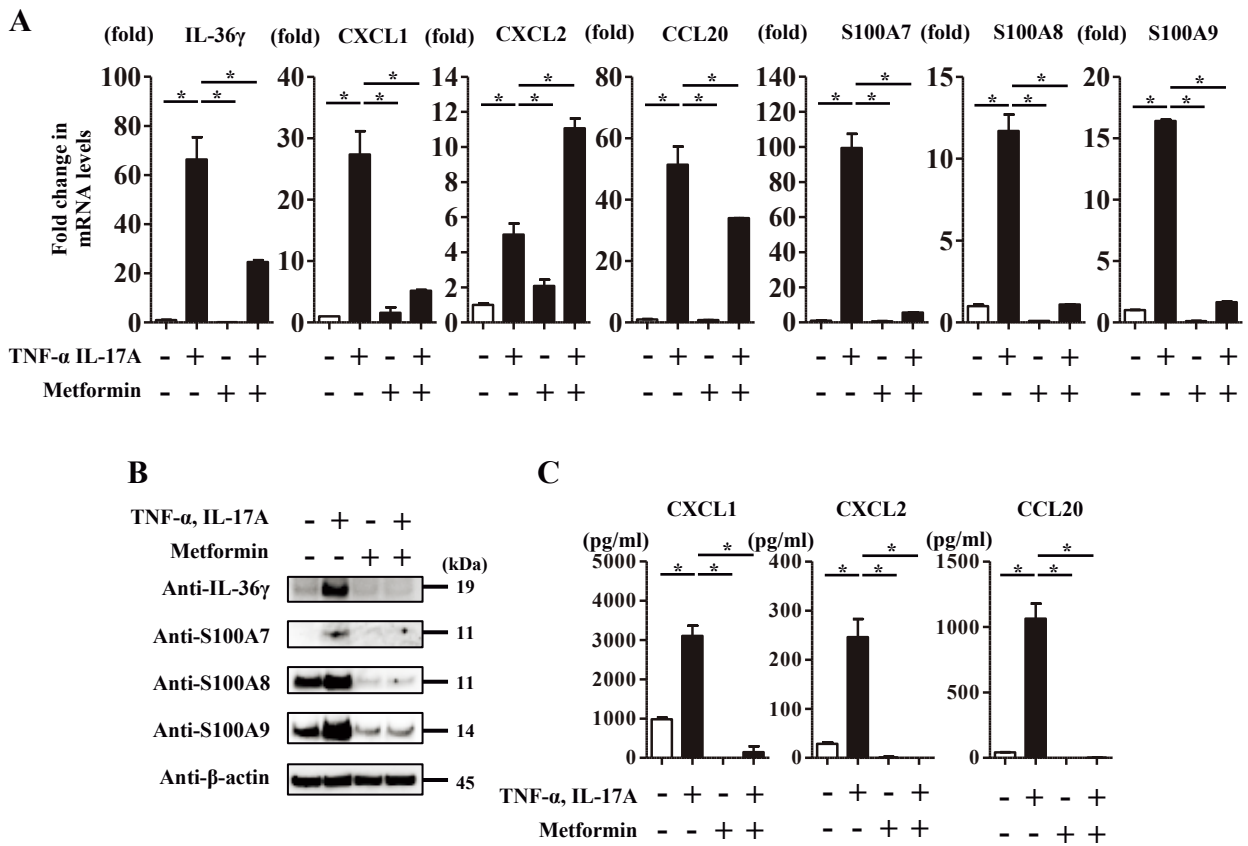 A
(fold) IL-36γ (fold) CXCL1 (fold) CXCL2 (fold) CCL20 (fold) S100A7 (fold) S100A8 (fold) S100A9
Fold change in
mRNA levels
100 80 60 40 20 0
* * *
40 30 20 10 0
* * *
12 10 8 6 4 2 0
* * *
80 60 40 20 0
* * *
140 120 100 80 60 40 20 0
* * *
15 10 5 0
* * *
20 15 10 5 0
* * *
TNF-α IL-17A - + - + - + - + - + - + - + - + - + - + - + - + - + - +
Metformin - - + + - - + + - - + + - - + + - - + + - - + + - - + +
B
TNF-α, IL-17A - + - +
Metformin - - + + (kDa)
Anti-IL-36γ 19
Anti-S100A7 11
Anti-S100A8 11
Anti-S100A9 14
Anti-β-actin 45
C
CXCL1 CXCL2 CCL20
(pg/ml) (pg/ml) (pg/ml)
5000 4000 3000 2000 1000 0
* * *
400 300 200 100 0
* * *
1500 1000 500 0
* * *
TNF-α, IL-17A - + - + - + - + - + - +
Metformin - - + + - - + + - - + +